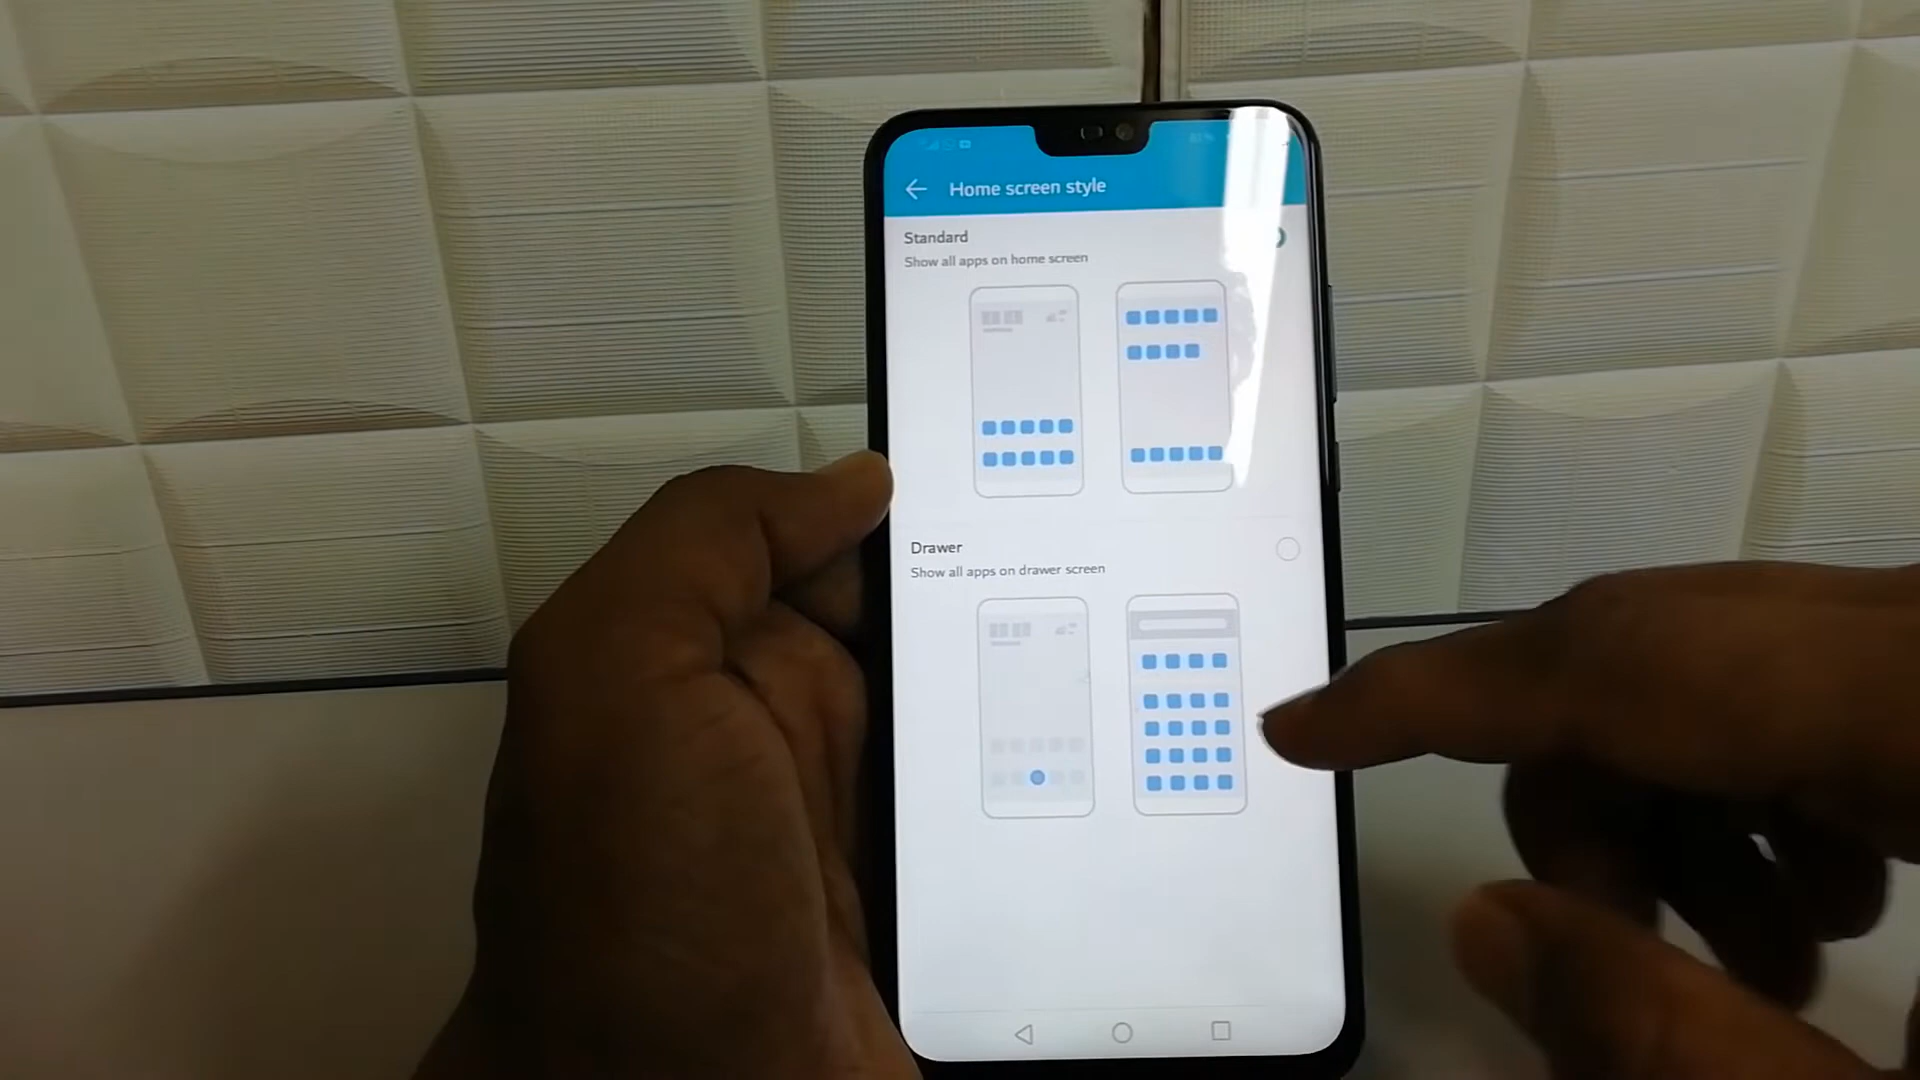 Home screen style
Standard
Show all apps on home screen
Drawer
Show all apps on drawer screen